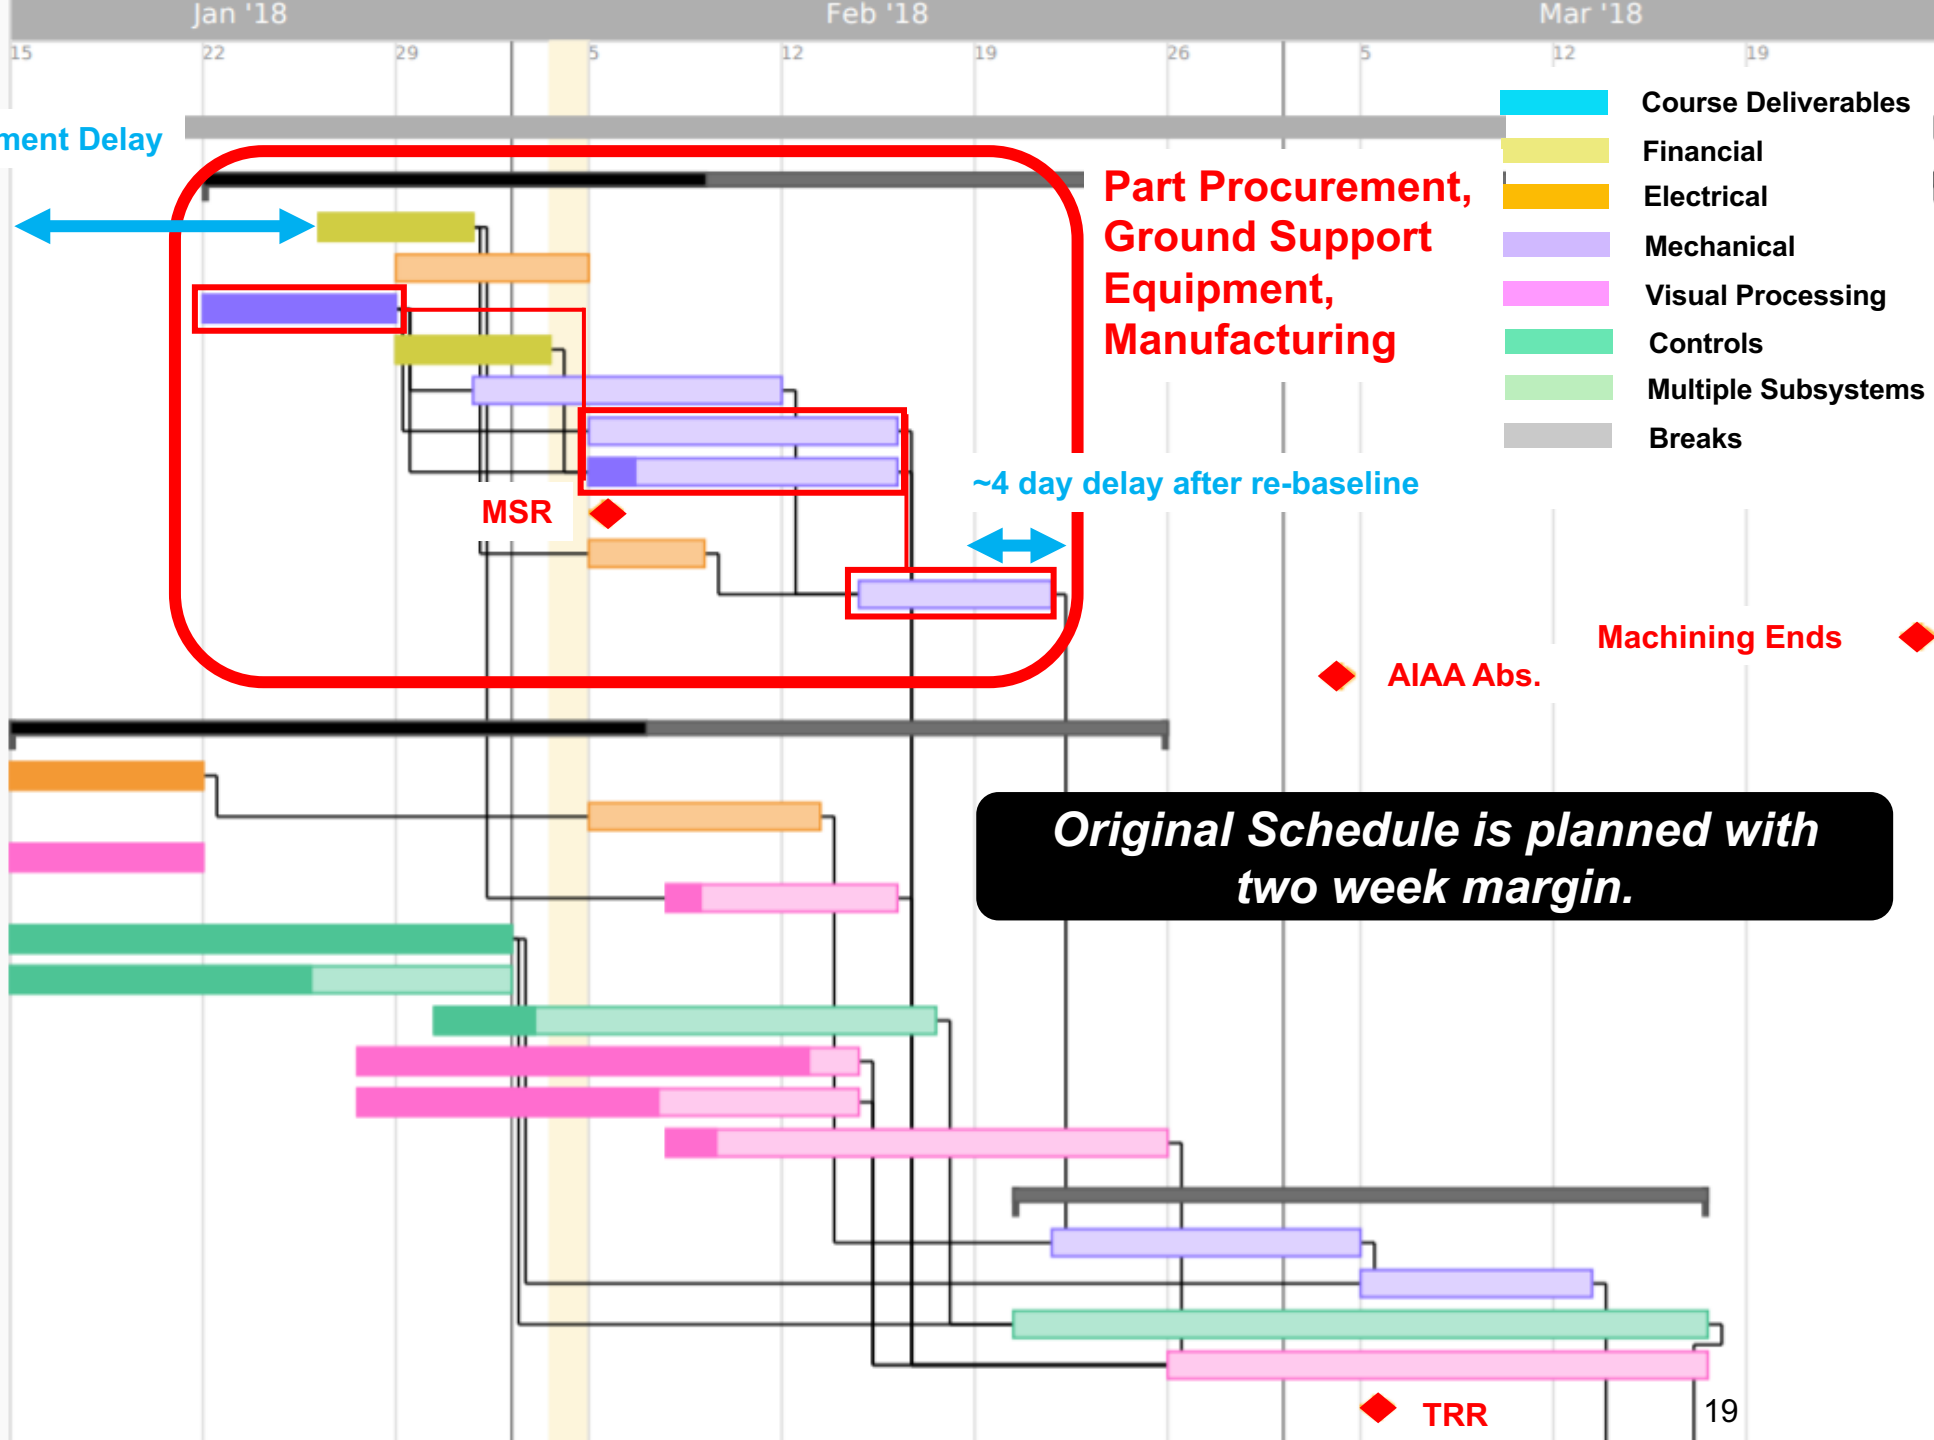 Jan '18
Feb '18
Mar '18
15
22
29
5
12
19
26
5
12
19
ment Delay
Course Deliverables
Financial
Electrical
Mechanical
Visual Processing
Controls
Multiple Subsystems
Breaks
Part Procurement,
Ground Support
Equipment,
Manufacturing
~4 day delay after re-baseline
MSR
Machining Ends
AIAA Abs.
Original Schedule is planned with
two week margin.
TRR
19